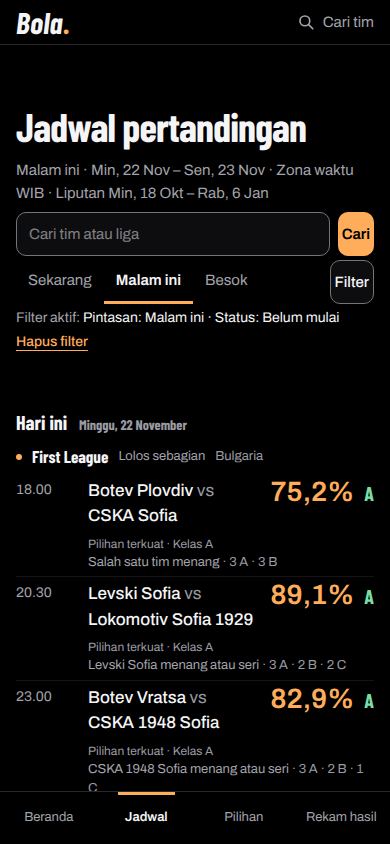 Bola.
Cari tim
Jadwal pertandingan
Malam ini · Min, 22 Nov – Sen, 23 Nov · Zona waktu
WIB · Liputan Min, 18 Okt – Rab, 6 Jan
Cari tim atau liga
Cari
Sekarang
Malam ini
Besok
Filter
Filter aktif: Pintasan: Malam ini · Status: Belum mulai
Hapus filter
Hari ini Minggu, 22 November
First League Lolos sebagian Bulgaria
18.00
Botev Plovdiv vs
CSKA Sofia
75,2% A
Pilihan terkuat · Kelas A
Salah satu tim menang · 3 A · 3 B
20.30
Levski Sofia vs
Lokomotiv Sofia 1929
89,1% A
Pilihan terkuat · Kelas A
Levski Sofia menang atau seri · 3 A · 2 B · 2 C
23.00
Botev Vratsa vs
CSKA 1948 Sofia
82,9% A
Pilihan terkuat · Kelas A
CSKA 1948 Sofia menang atau seri · 3 A · 2 B · 1
C
Beranda
Jadwal
Pilihan
Rekam hasil